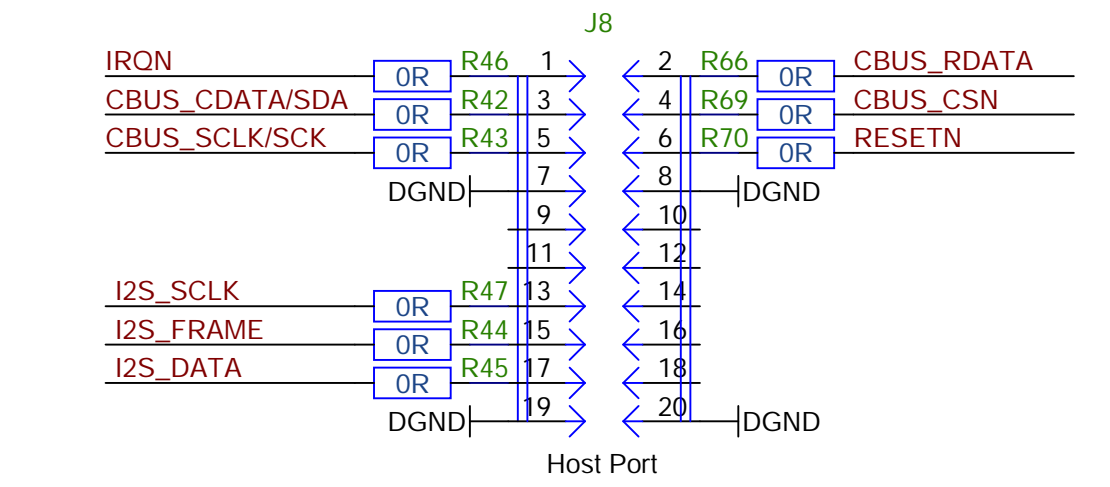 J8
IRQN 0R R46 1 2 R66 0R CBUS_RDATA
CBUS_CDATA/SDA 0R R42 3 4 R69 0R CBUS_CSN
CBUS_SCLK/SCK 0R R43 5 6 R70 0R RESETN
DGND 7 8 DGND
9 10
11 12
I2S_SCLK 0R R47 13 14
I2S_FRAME 0R R44 15 16
I2S_DATA 0R R45 17 18
DGND 19 20 DGND
Host Port